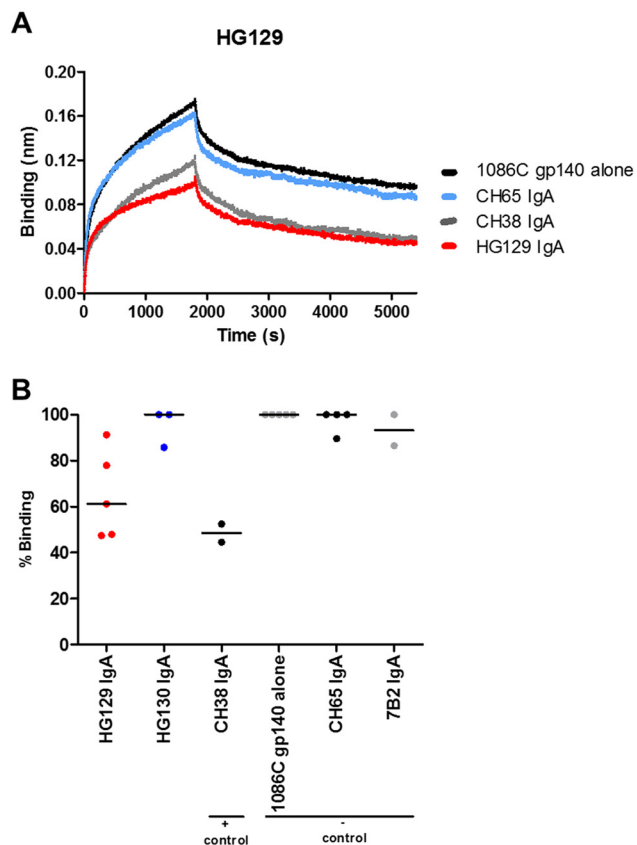 A
HG129
0.20
0.16
0.12
0.08
0.04
0.00
Binding (nm)
0 1000 2000 3000 4000 5000
Time (s)
1086C gp140 alone
CH65 IgA
CH38 IgA
HG129 IgA
B
100
80
60
40
20
0
% Binding
HG129 IgA
HG130 IgA
CH38 IgA
1086C gp140 alone
CH65 IgA
7B2 IgA
+
control
-
control